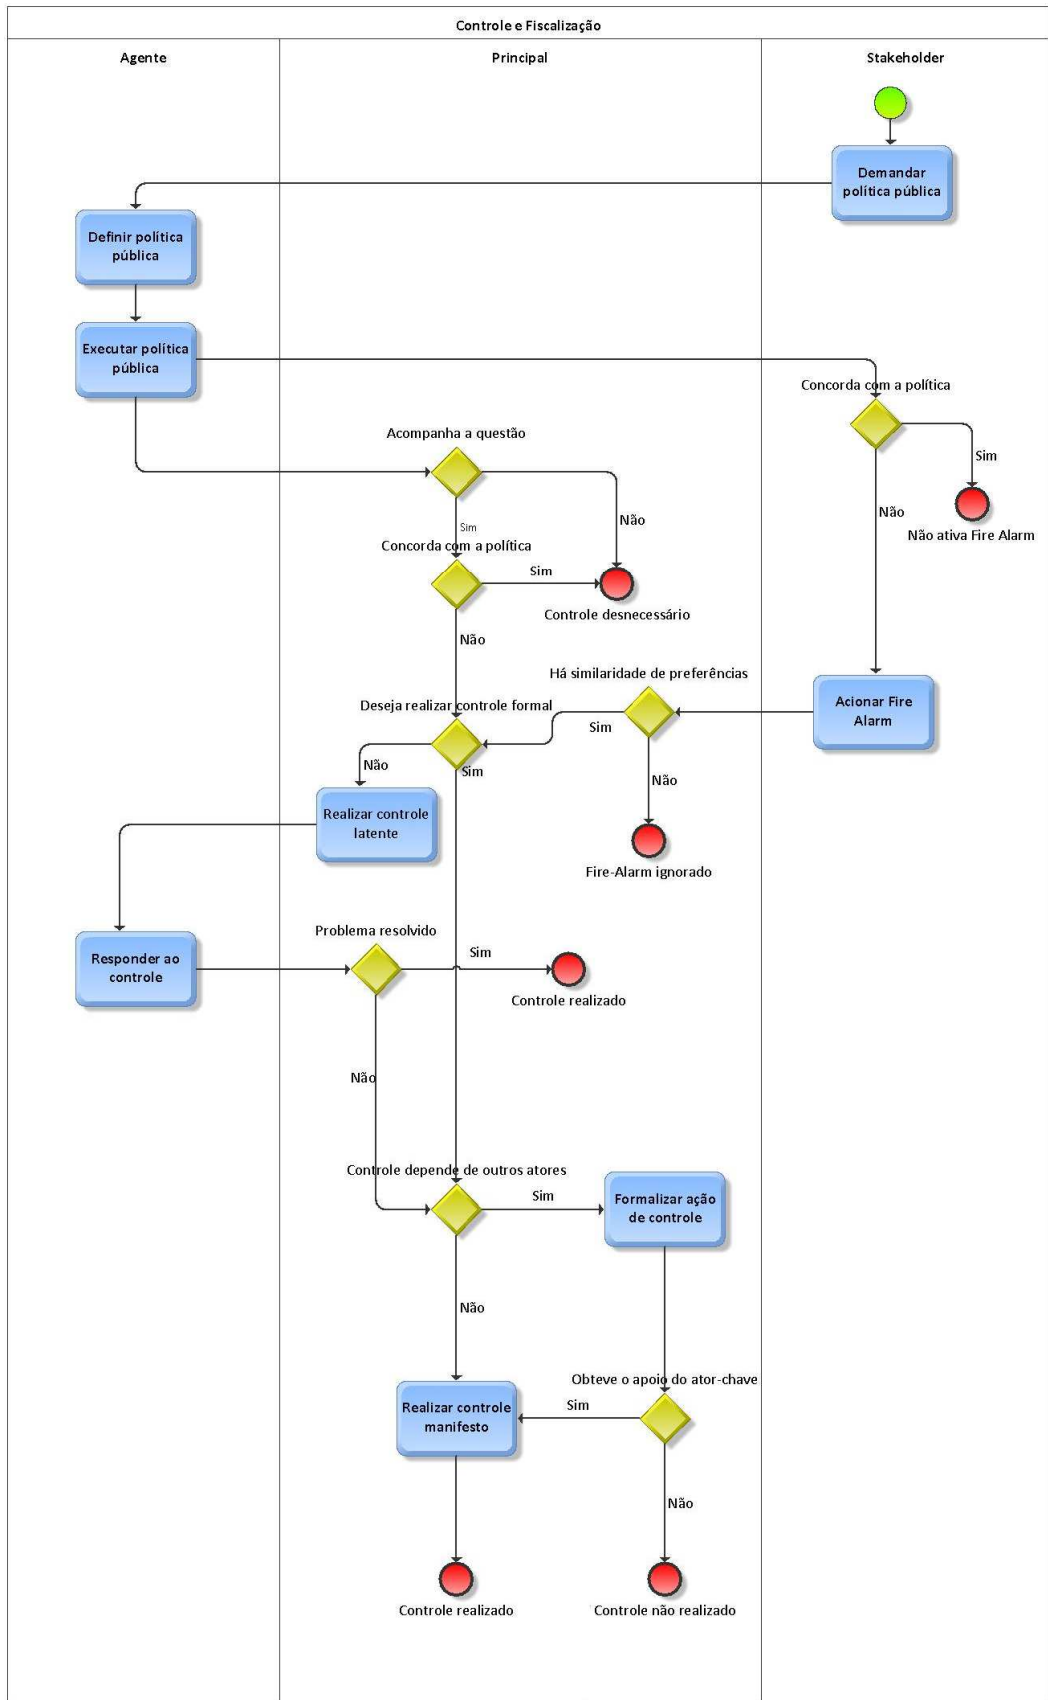 Controle e Fiscalização
Agente
Principal
Stakeholder
Demandar
política pública
Definir política
pública
Executar política
pública
Concorda com a política
Sim
Não
Não ativa Fire Alarm
Acompanha a questão
Não
Sim
Concorda com a política
Sim
Controle desnecessário
Não
Há similaridade de preferências
Acionar Fire
Alarm
Deseja realizar controle formal
Sim
Não
Sim
Não
Realizar controle
latente
Fire-Alarm ignorado
Problema resolvido
Sim
Responder ao
controle
Controle realizado
Não
Controle depende de outros atores
Sim
Formalizar ação
de controle
Não
Obteve o apoio do ator-chave
Sim
Realizar controle
manifesto
Não
Controle realizado
Controle não realizado